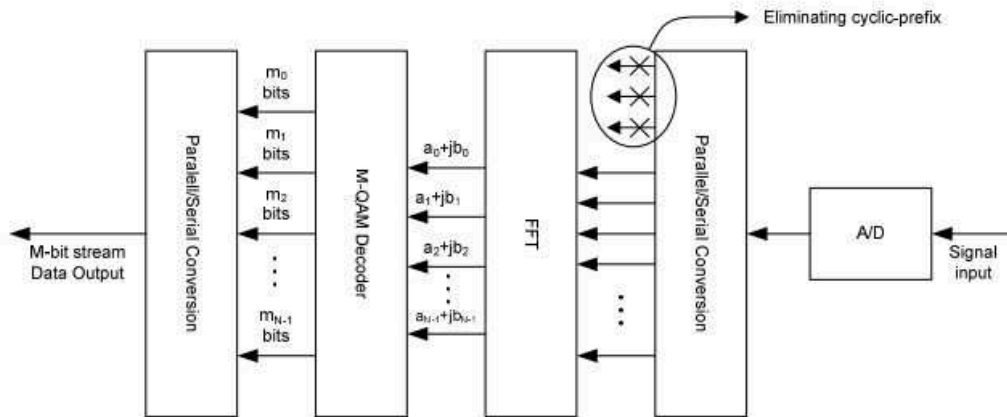 Eliminating cyclic-prefix
m0
bits
m1
bits
m2
bits
mN-1
bits
Paralell/Serial Conversion
M-QAM Decoder
a0+jb0
a1+jb1
a2+jb2
aN-1+jbN-1
FFT
Parallel/Serial Conversion
A/D
M-bit stream
Data Output
Signal
input